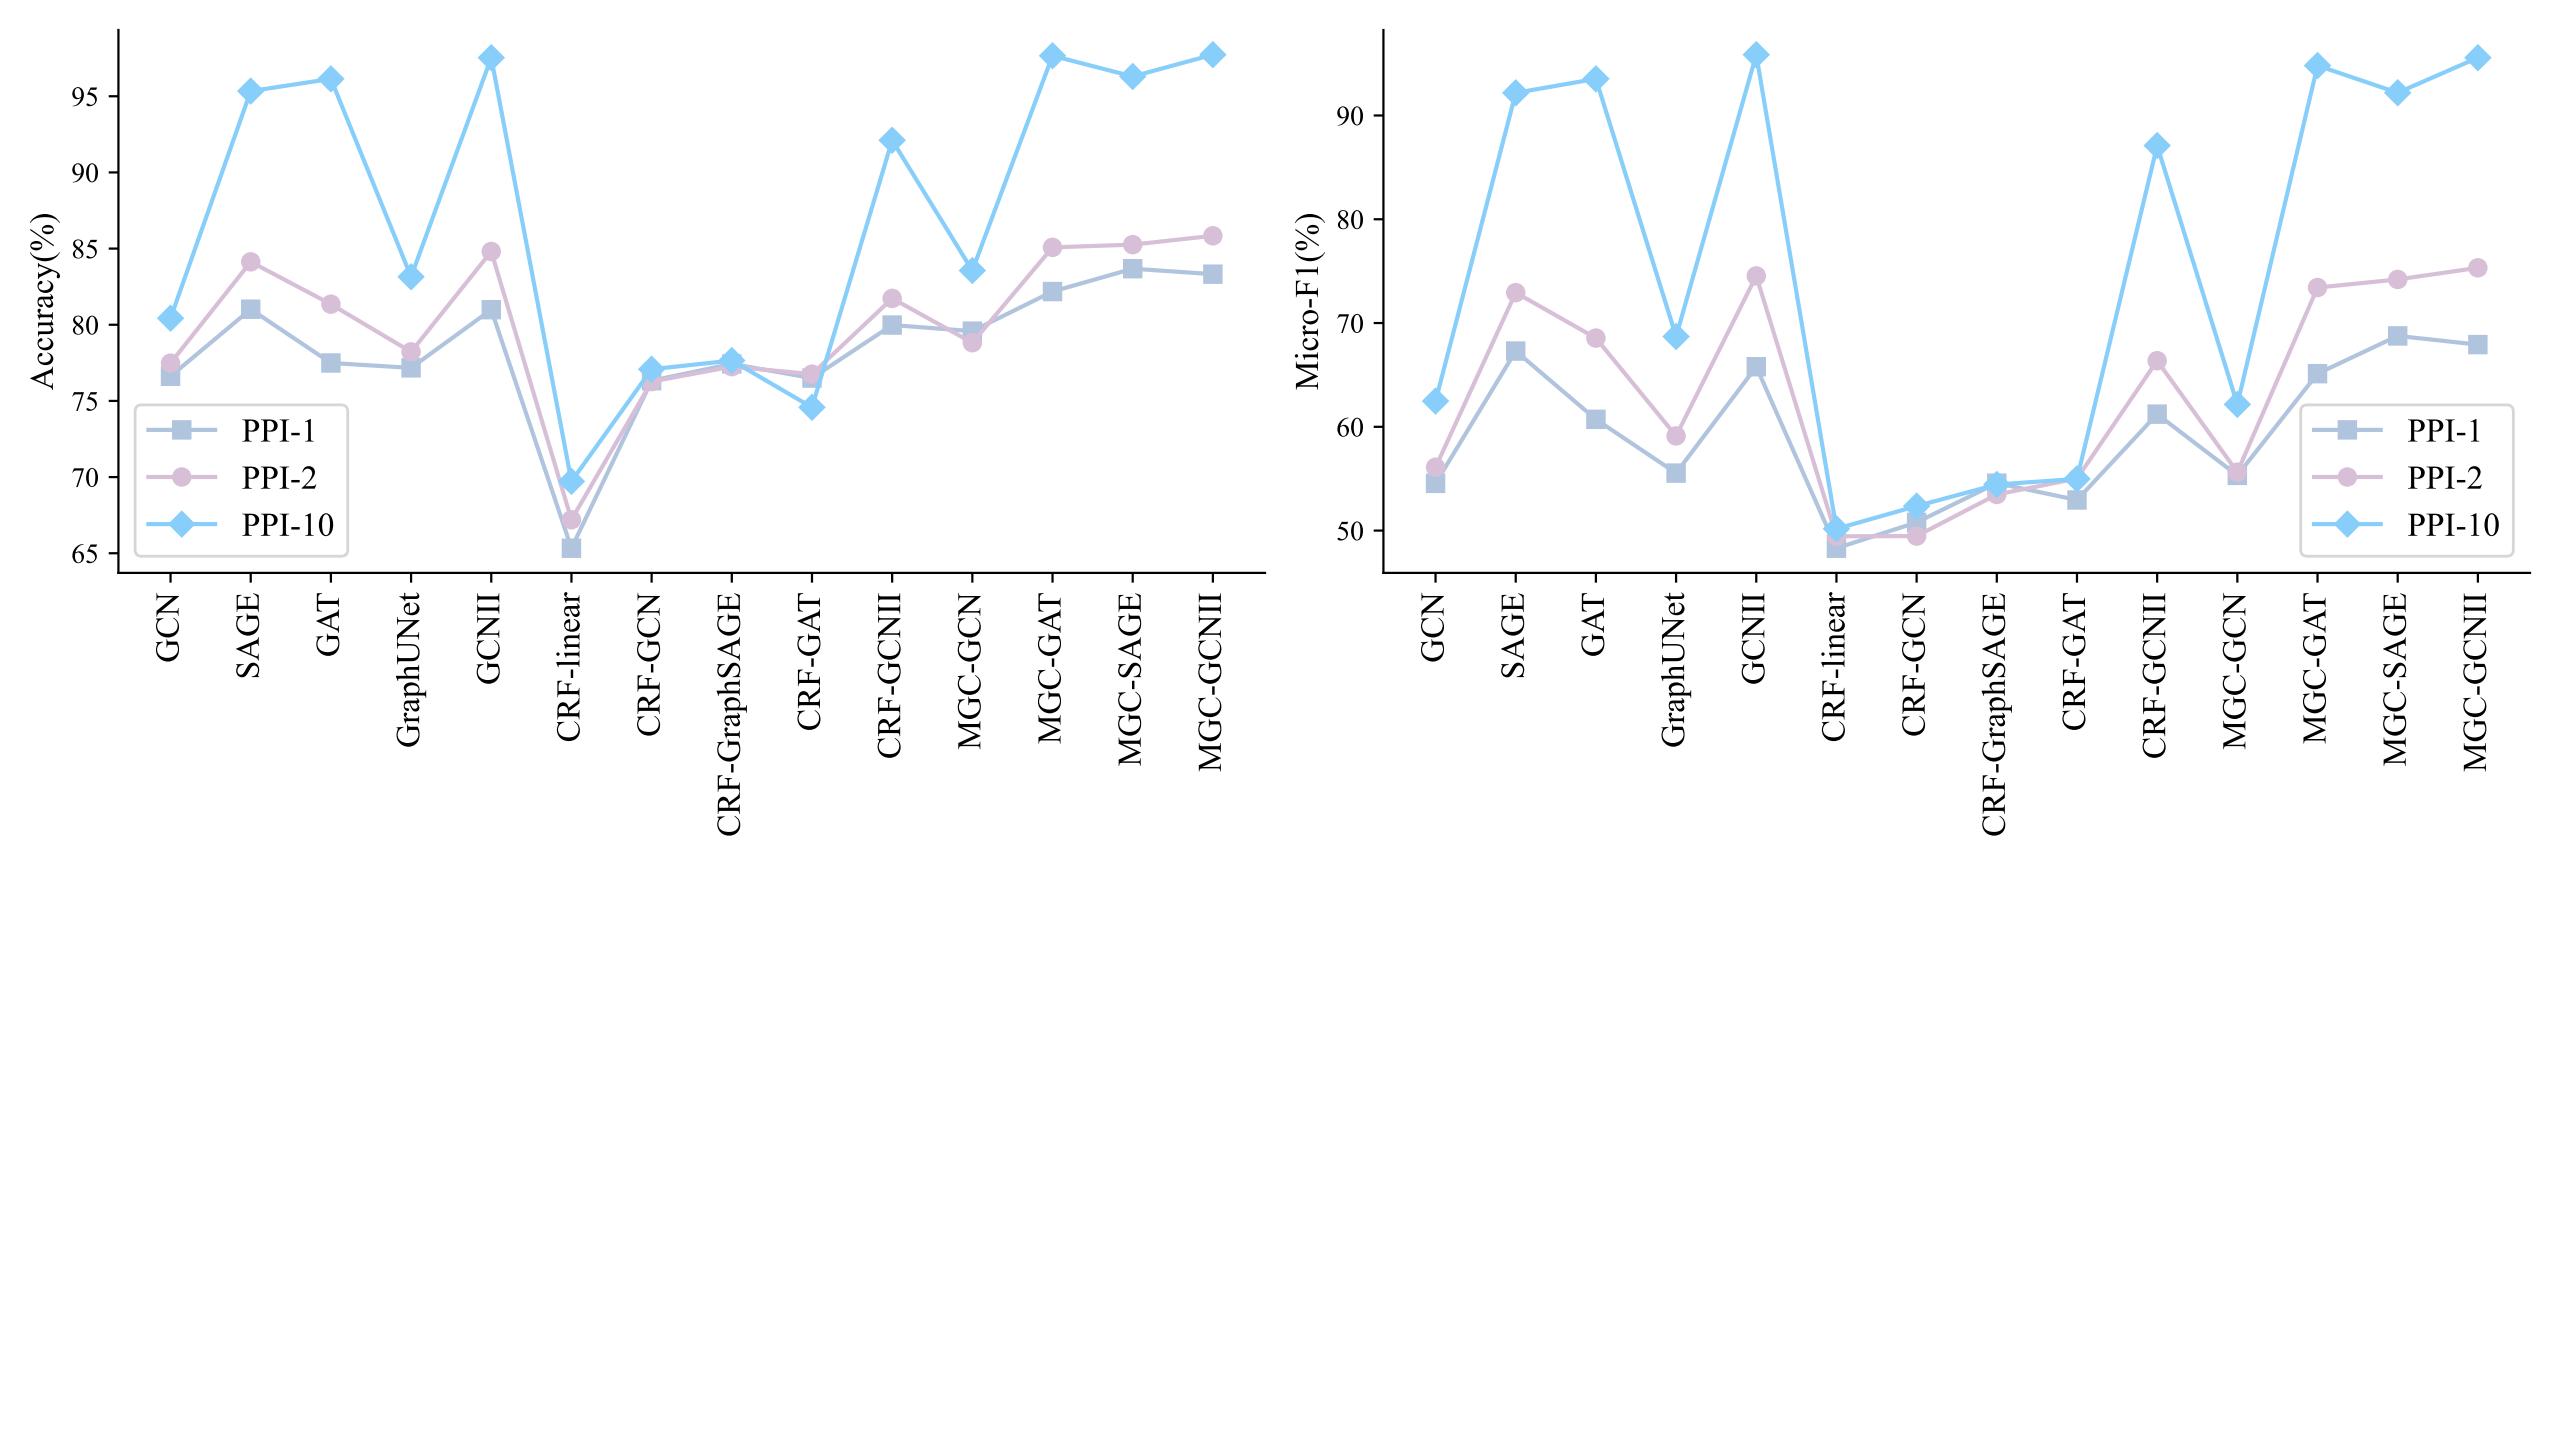 Accuracy(%)
95
90
85
80
75
70
65
PPI-1
PPI-2
PPI-10
GCN
SAGE
GAT
GraphUNet
GCNII
CRF-linear
CRF-GCN
CRF-GraphSAGE
CRF-GAT
CRF-GCNII
MGC-GCN
MGC-GAT
MGC-SAGE
MGC-GCNII
Micro-F1(%)
90
80
70
60
50
PPI-1
PPI-2
PPI-10
GCN
SAGE
GAT
GraphUNet
GCNII
CRF-linear
CRF-GCN
CRF-GraphSAGE
CRF-GAT
CRF-GCNII
MGC-GCN
MGC-GAT
MGC-SAGE
MGC-GCNII